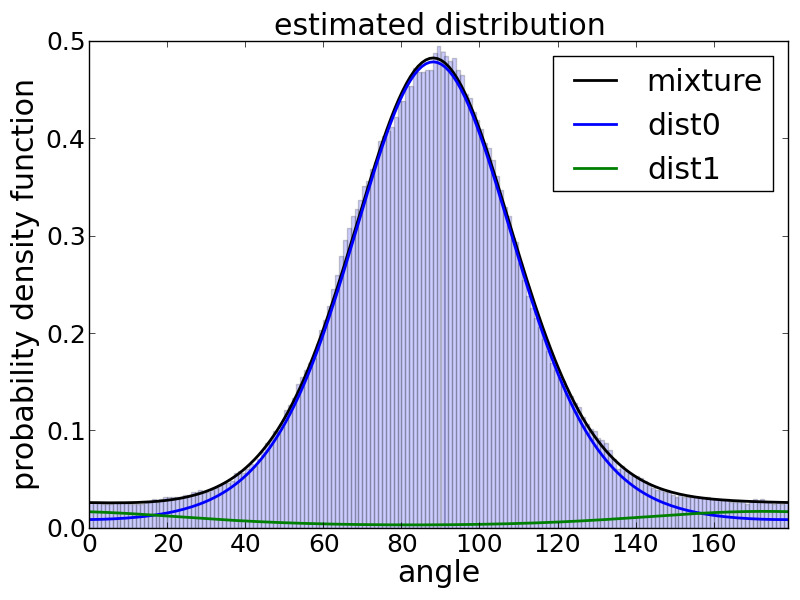 estimated distribution
mixture
dist0
dist1
probability density function
0.5
0.4
0.3
0.2
0.1
0.0
0 20 40 60 80 100 120 140 160
angle